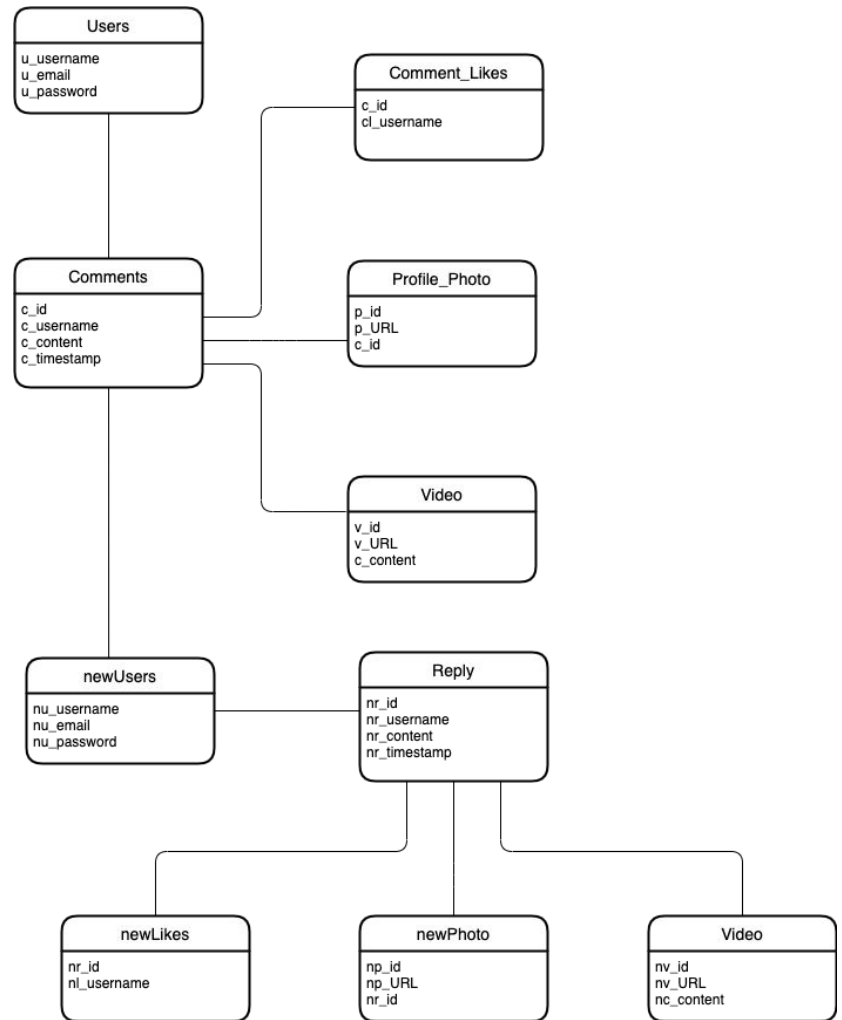 Users
u_username
u_email
u_password
Comment_Likes
c_id
cl_username
Comments
c_id
c_username
c_content
c_timestamp
Profile_Photo
p_id
p_URL
c_id
Video
v_id
v_URL
c_content
newUsers
nu_username
nu_email
nu_password
Reply
nr_id
nr_username
nr_content
nr_timestamp
newLikes
nr_id
nl_username
newPhoto
np_id
np_URL
nr_id
Video
nv_id
nv_URL
nc_content